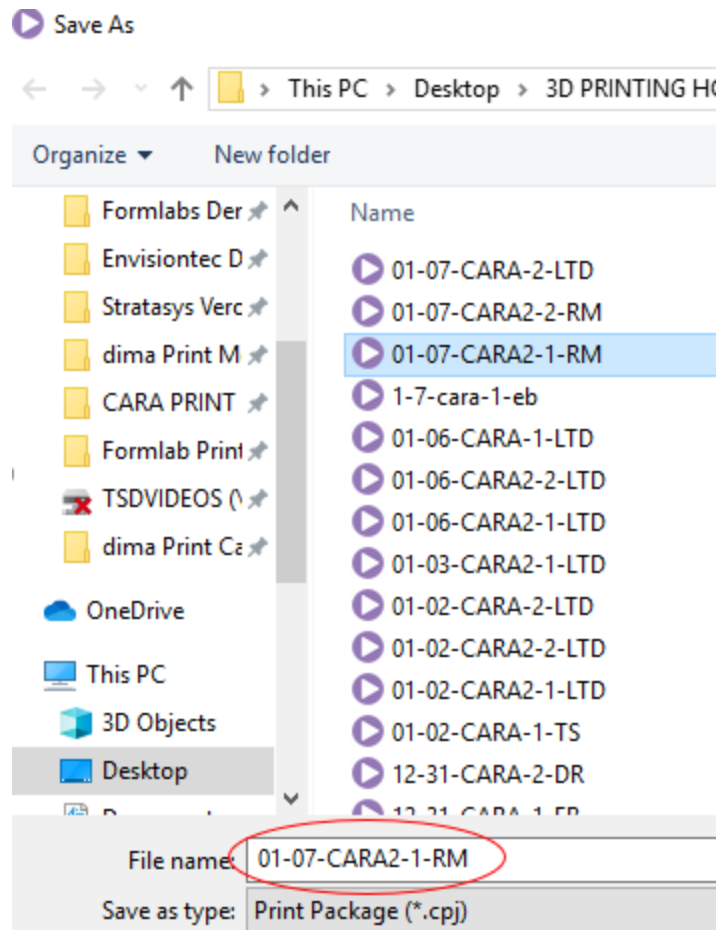 Save As
This PC > Desktop > 3D PRINTING
Organize New folder
Name
Formlabs Der
Envisiontec D
Stratasys Verc
dima Print M
CARA PRINT
Formlab Print
TSDVIDEOS (
dima Print Ca
OneDrive
This PC
3D Objects
Desktop
01-07-CARA-2-LTD
01-07-CARA2-2-RM
01-07-CARA2-1-RM
1-7-cara-1-eb
01-06-CARA-1-LTD
01-06-CARA2-2-LTD
01-06-CARA2-1-LTD
01-03-CARA2-1-LTD
01-02-CARA-2-LTD
01-02-CARA2-2-LTD
01-02-CARA2-1-LTD
01-02-CARA-1-TS
12-31-CARA-2-DR
File name: 01-07-CARA2-1-RM
Save as type: Print Package (*.cpj)